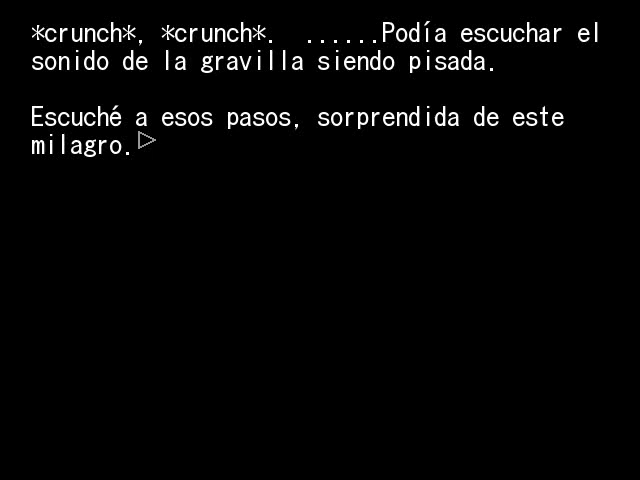 *crunch*, *crunch*.  ......Podía escuchar el
sonido de la gravilla siendo pisada.
Escuché a esos pasos, sorprendida de este
milagro.